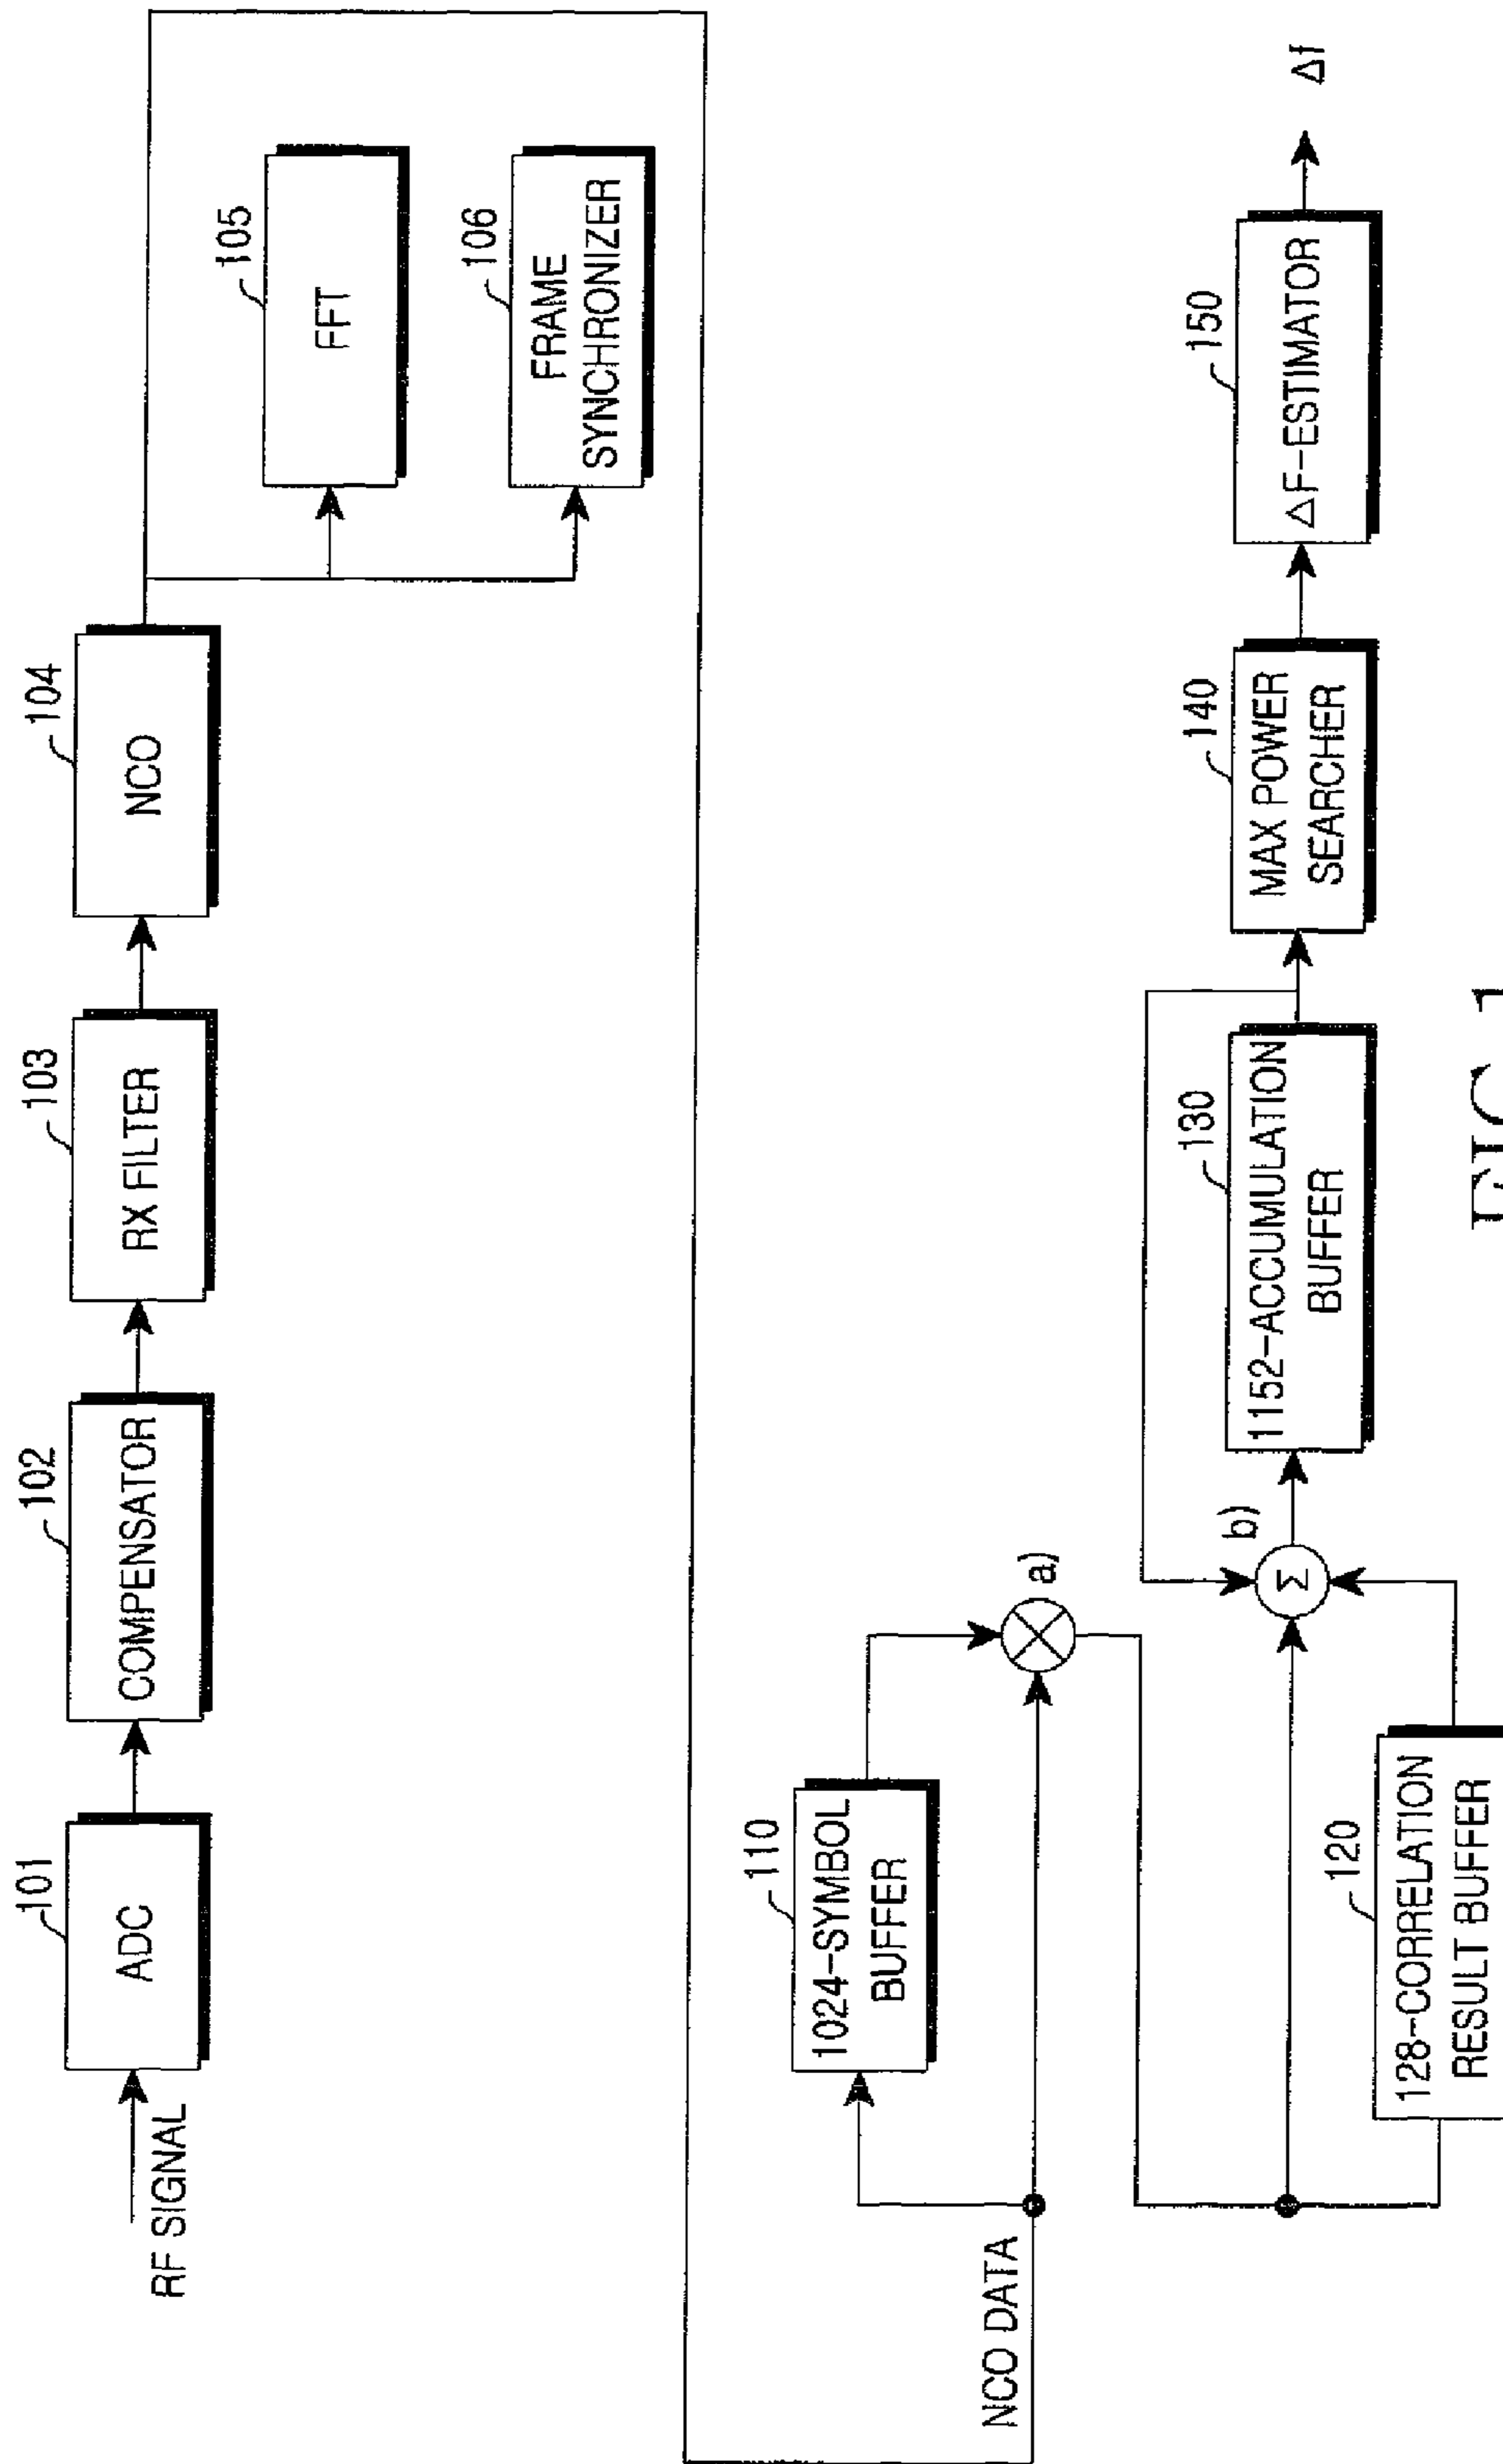 RF SIGNAL
101
ADC
102
COMPENSATOR
103
RX FILTER
104
NCO
105
FFT
106
FRAME
SYNCHRONIZER
NCO DATA
110
1024-SYMBOL
BUFFER
a)
120
128-CORRELATION
RESULT BUFFER
b)
Σ
130
1152-ACCUMULATION
BUFFER
140
MAX POWER
SEARCHER
150
△F-ESTIMATOR
Δf
FIG. 1